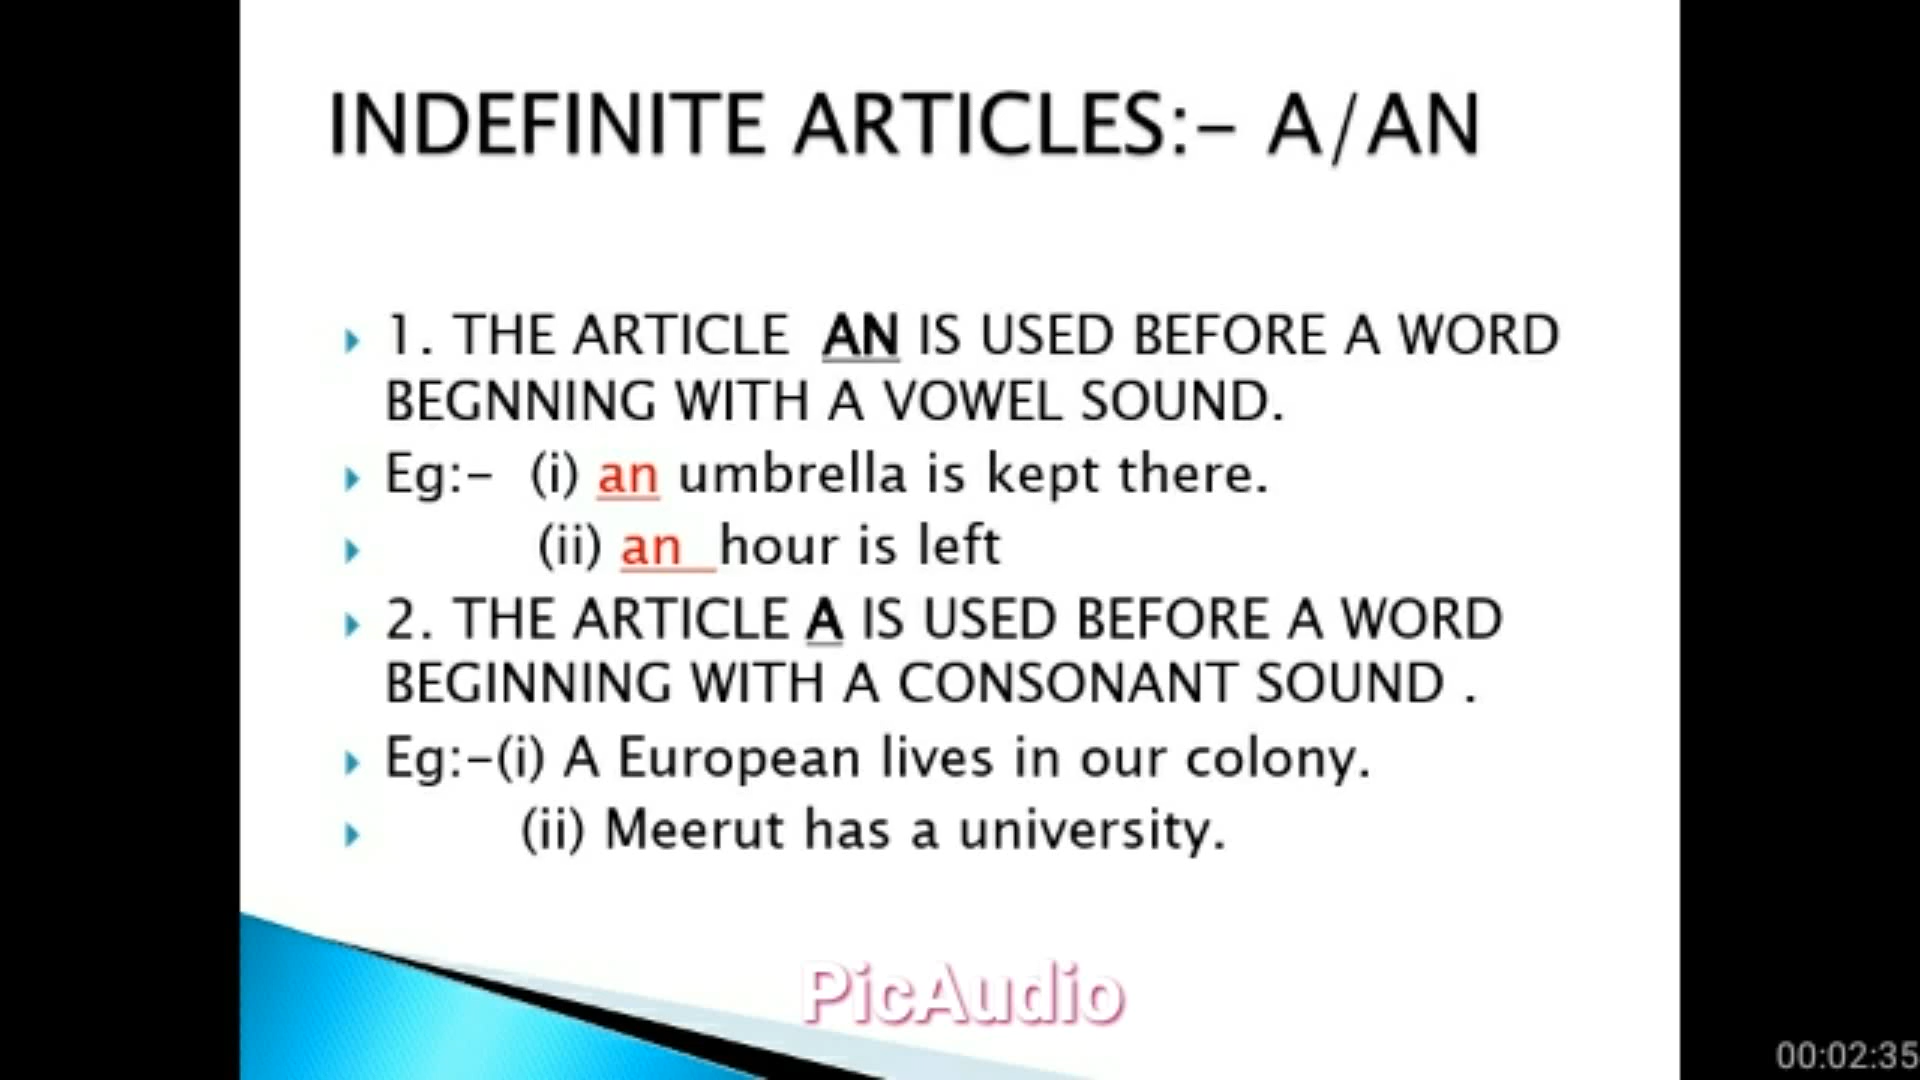 INDEFINITE ARTICLES:- A/AN
1. THE ARTICLE AN IS USED BEFORE A WORD
BEGNNING WITH A VOWEL SOUND.
Eg:- (i) an umbrella is kept there.
(ii) an hour is left
2. THE ARTICLE A IS USED BEFORE A WORD
BEGINNING WITH A CONSONANT SOUND .
Eg:-(i) A European lives in our colony.
(ii) Meerut has a university.
PicAudio
00:02:35